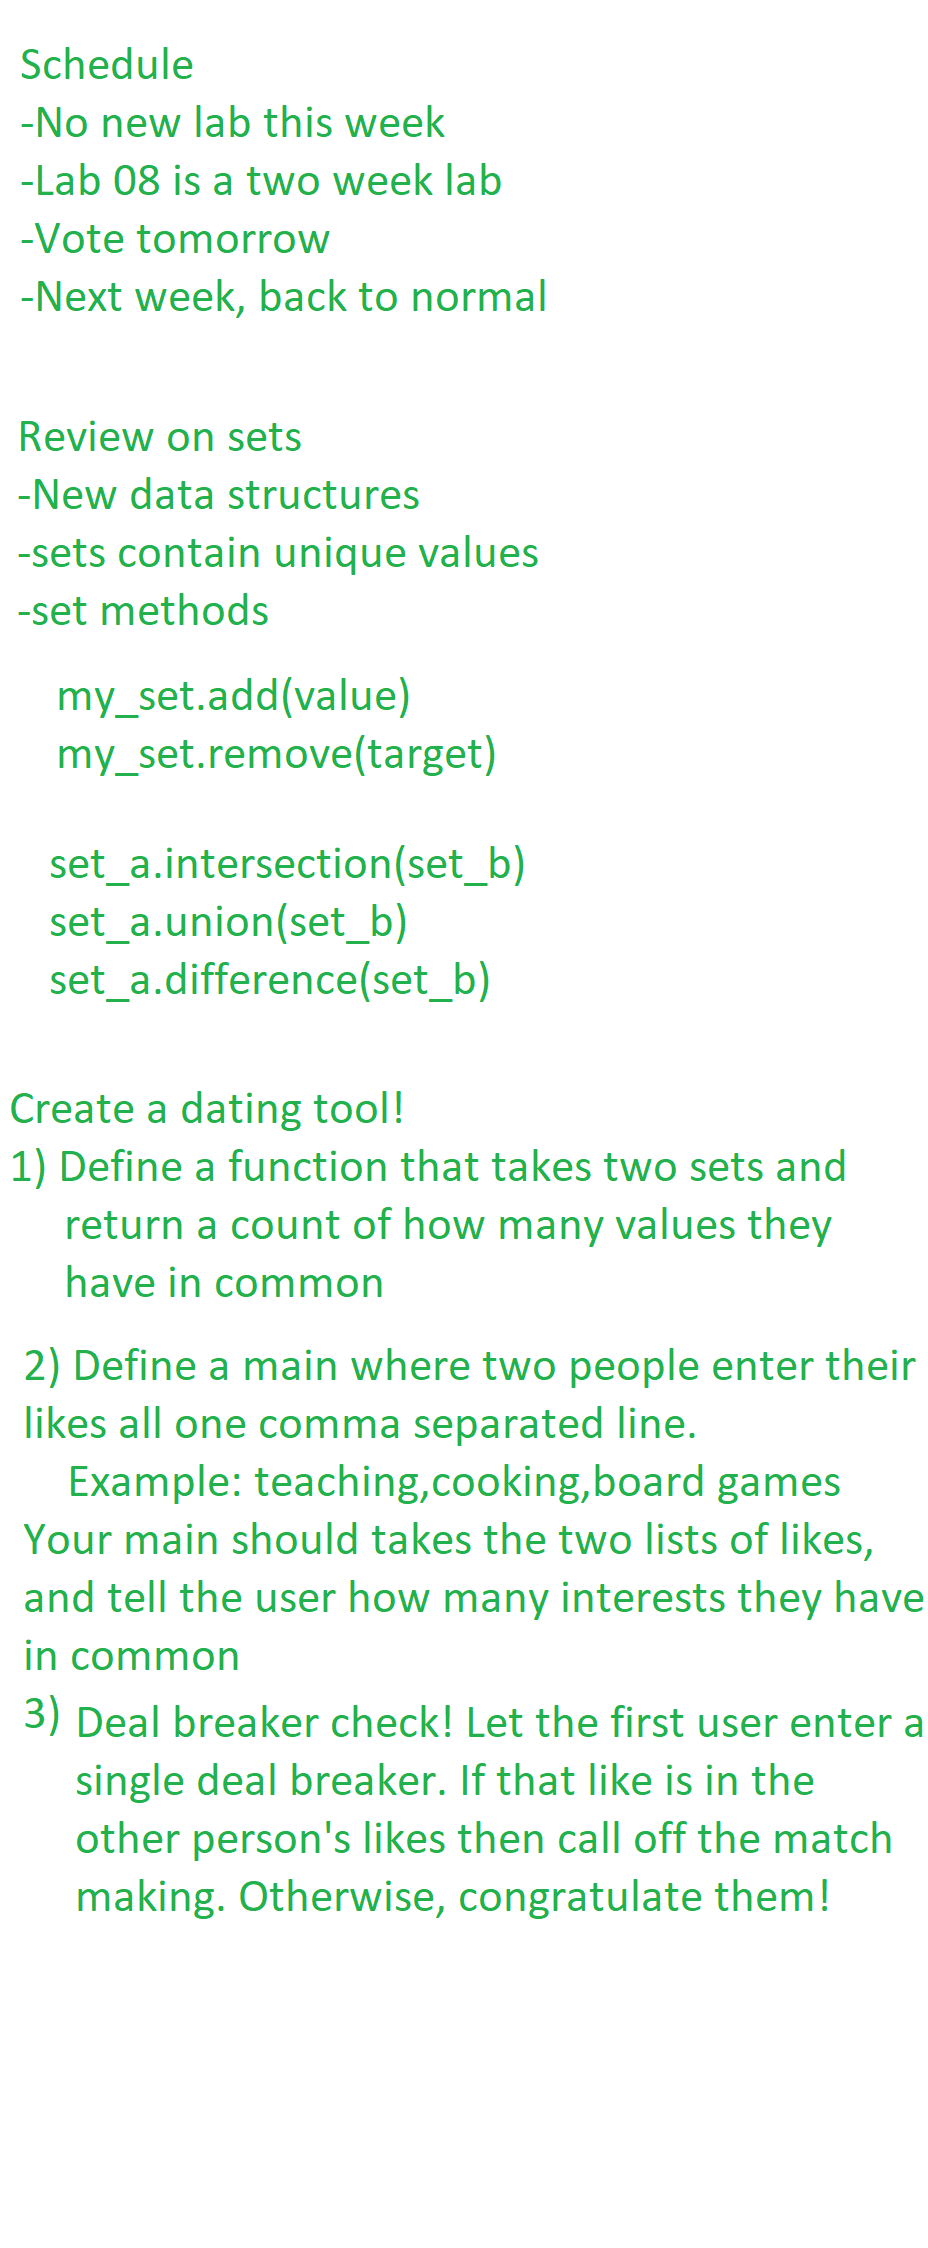 Schedule
-No new lab this week
-Lab 08 is a two week lab
-Vote tomorrow
-Next week, back to normal
Review on sets
-New data structures
-sets contain unique values
-set methods
my_set.add(value)
my_set.remove(target)
set_a.intersection(set_b)
set_a.union(set_b)
set_a.difference(set_b)
Create a dating tool!
1) Define a function that takes two sets and
return a count of how many values they
have in common
2) Define a main where two people enter their
likes all one comma separated line.
Example: teaching,cooking,board games
Your main should takes the two lists of likes,
and tell the user how many interests they have
in common
3) Deal breaker check! Let the first user enter a
single deal breaker. If that like is in the
other person's likes then call off the match
making. Otherwise, congratulate them!